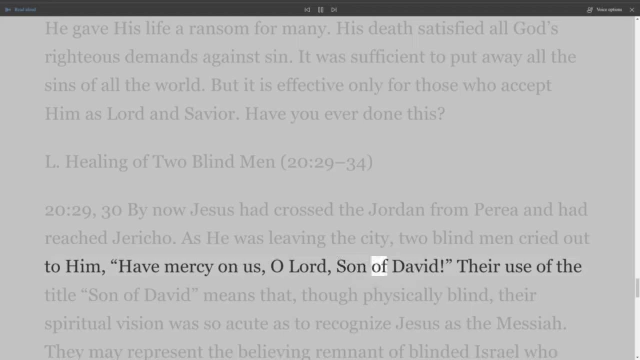 Read aloud
Voice options
He gave His life a ransom for many. His death satisfied all God's
righteous demands against sin. It was sufficient to put away all the
sins of all the world. But it is effective only for those who accept
Him as Lord and Savior. Have you ever done this?
L. Healing of Two Blind Men (20:29–34)
20:29, 30 By now Jesus had crossed the Jordan from Perea and had
reached Jericho. As He was leaving the city, two blind men cried out
to Him, “Have mercy on us, O Lord, Son of David!” Their use of the
title “Son of David” means that, though physically blind, their
spiritual vision was so acute as to recognize Jesus as the Messiah.
They may represent the believing remnant of blinded Israel who